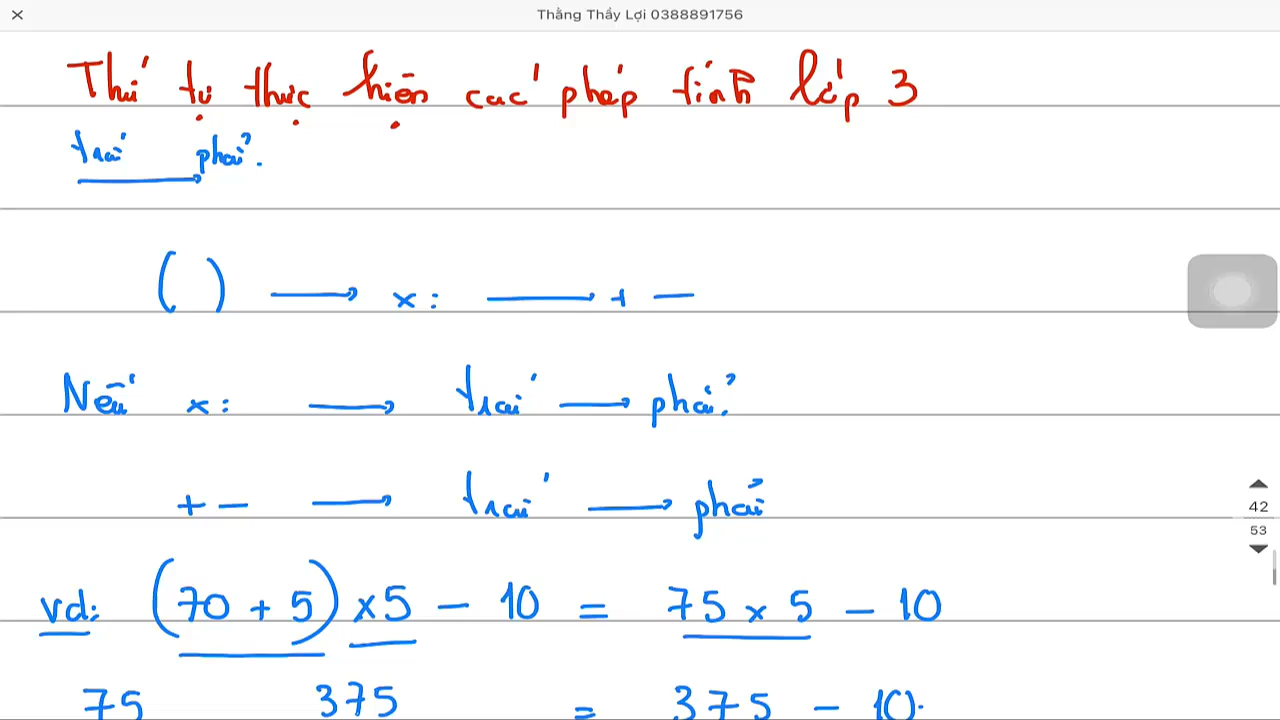 Thắng Thầy Lợi 0388891756
Thứ tự thực hiện các phép tính lớp 3
trái phải.
( ) → x : → + -
Nếu x : → trái → phải
+ - → trái → phải
42
53
vd: (70 + 5) x 5 - 10 = 75 x 5 - 10
75 375 = 375 - 10